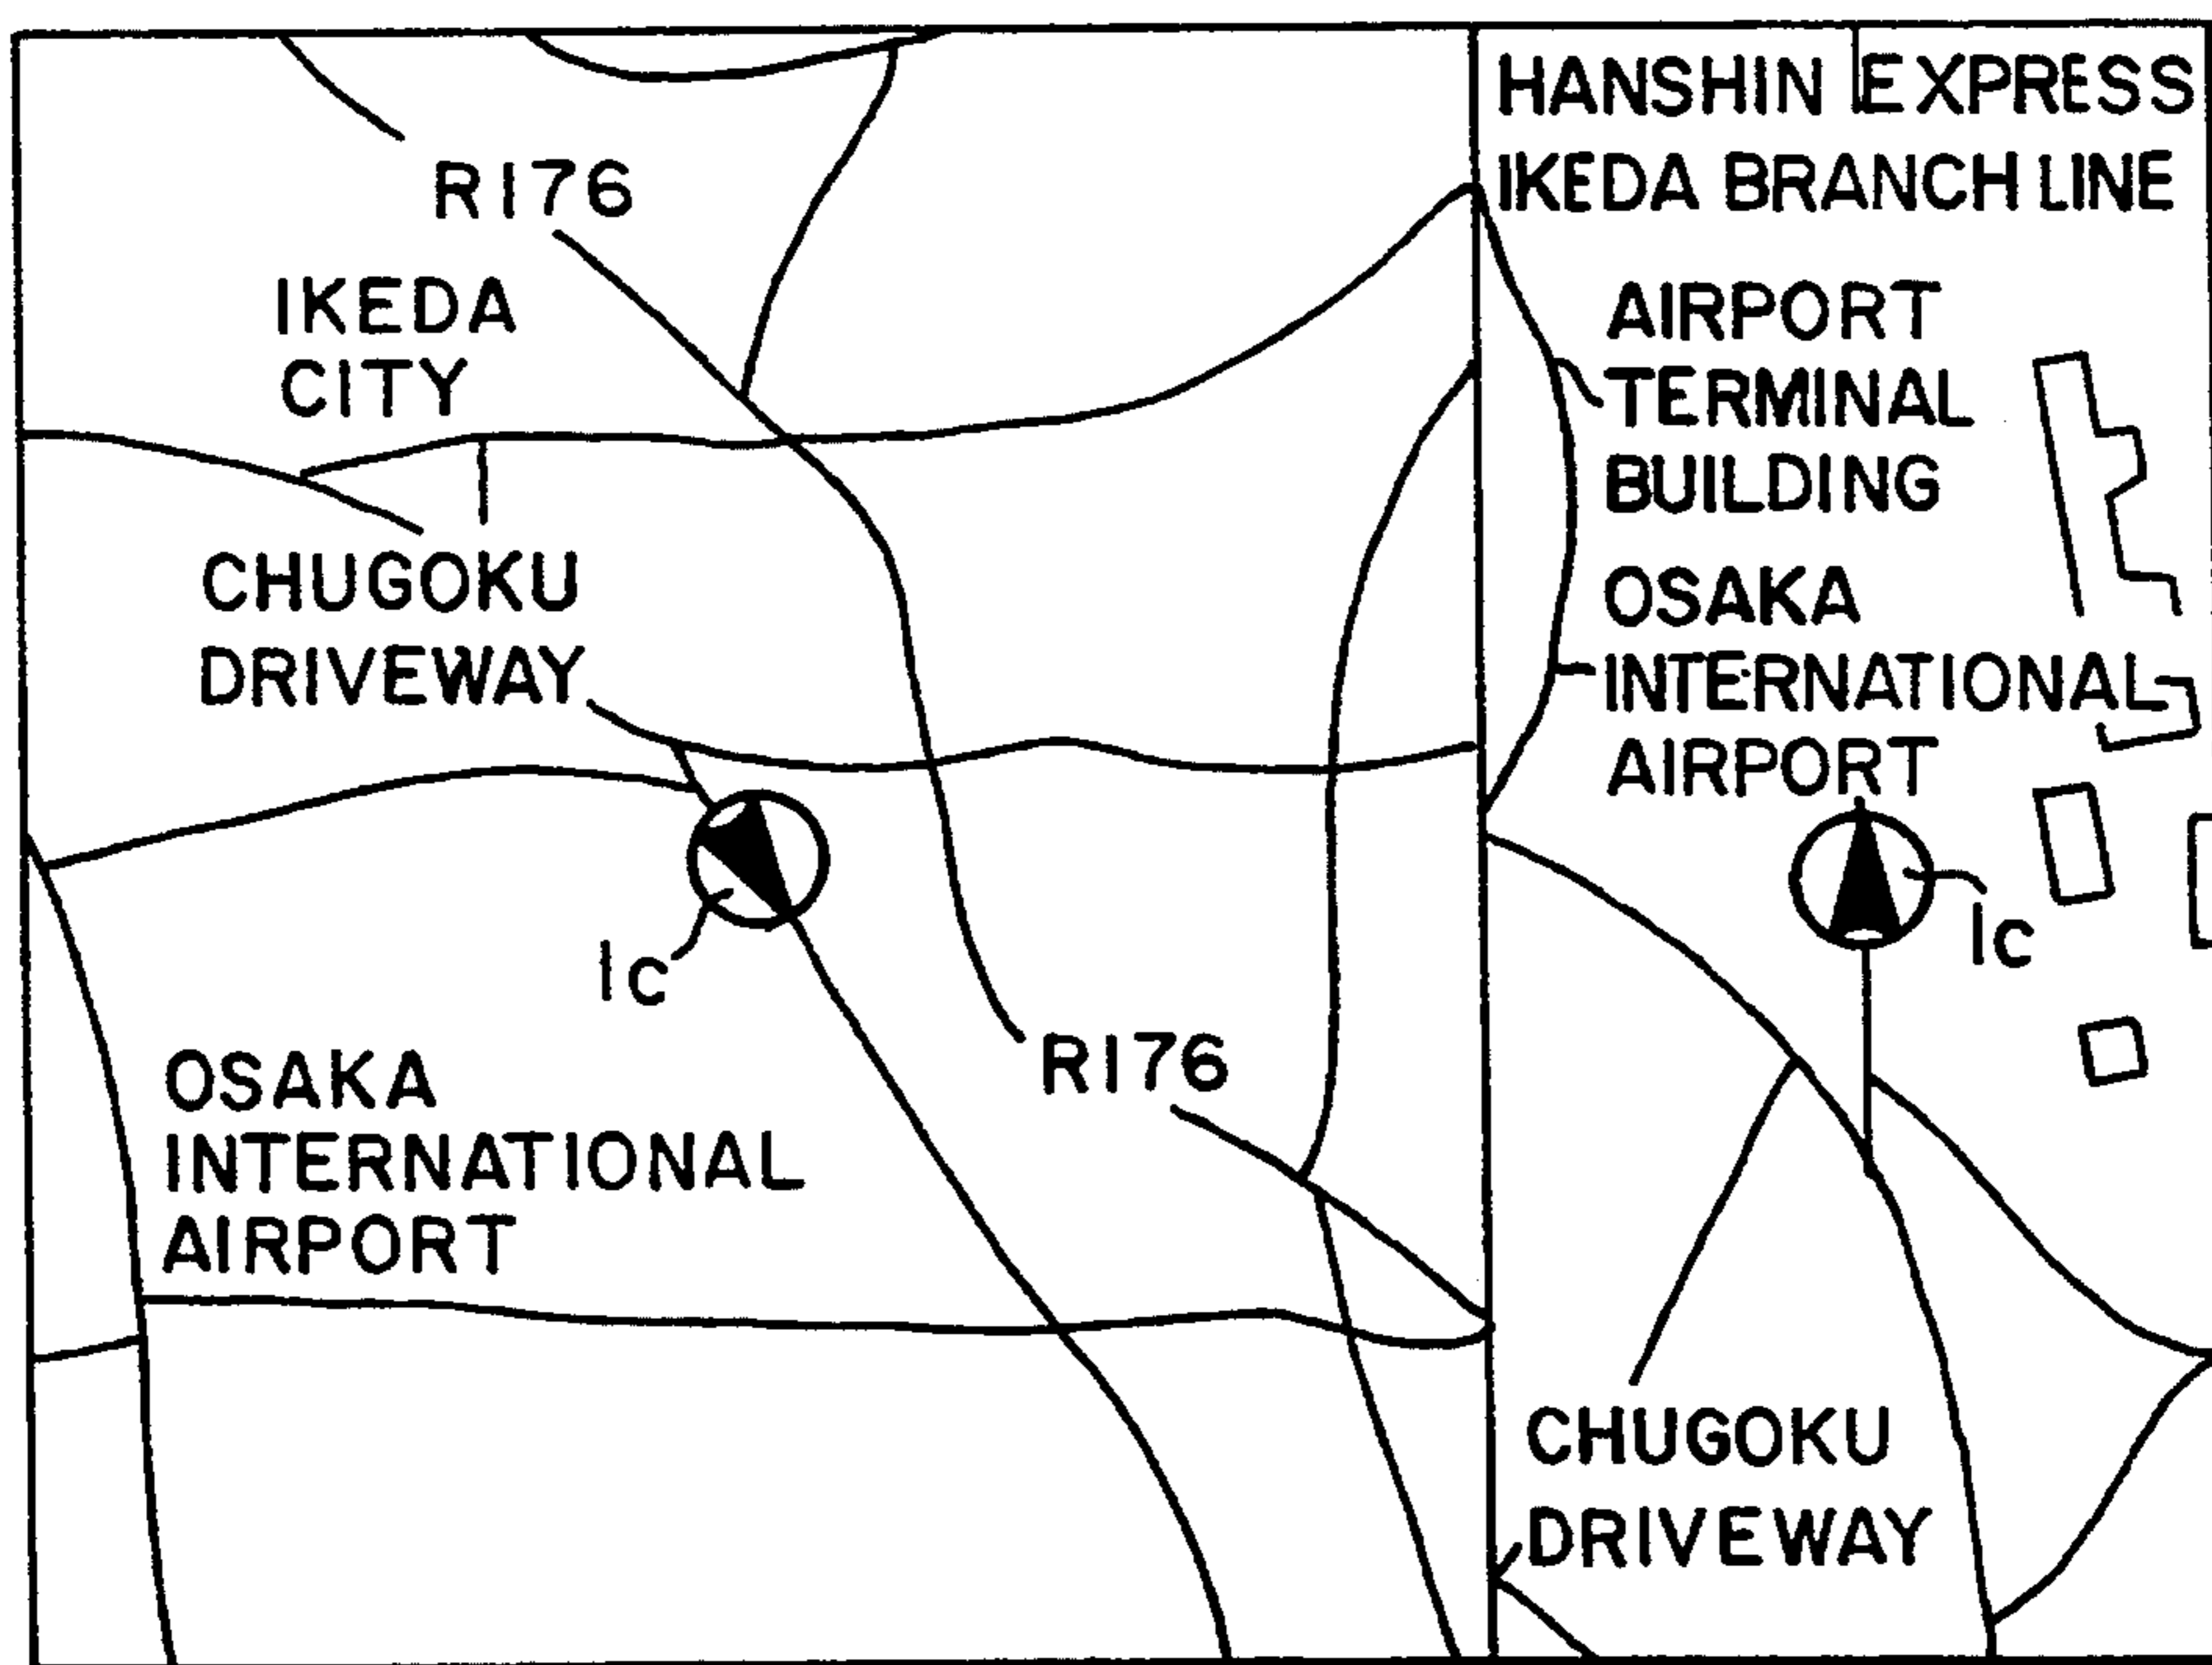 R176
IKEDA
CITY
CHUGOKU
DRIVEWAY
1c
R176
OSAKA
INTERNATIONAL
AIRPORT
HANSHIN EXPRESS
IKEDA BRANCH LINE
AIRPORT
TERMINAL
BUILDING
OSAKA
INTERNATIONAL
AIRPORT
1c
CHUGOKU
DRIVEWAY